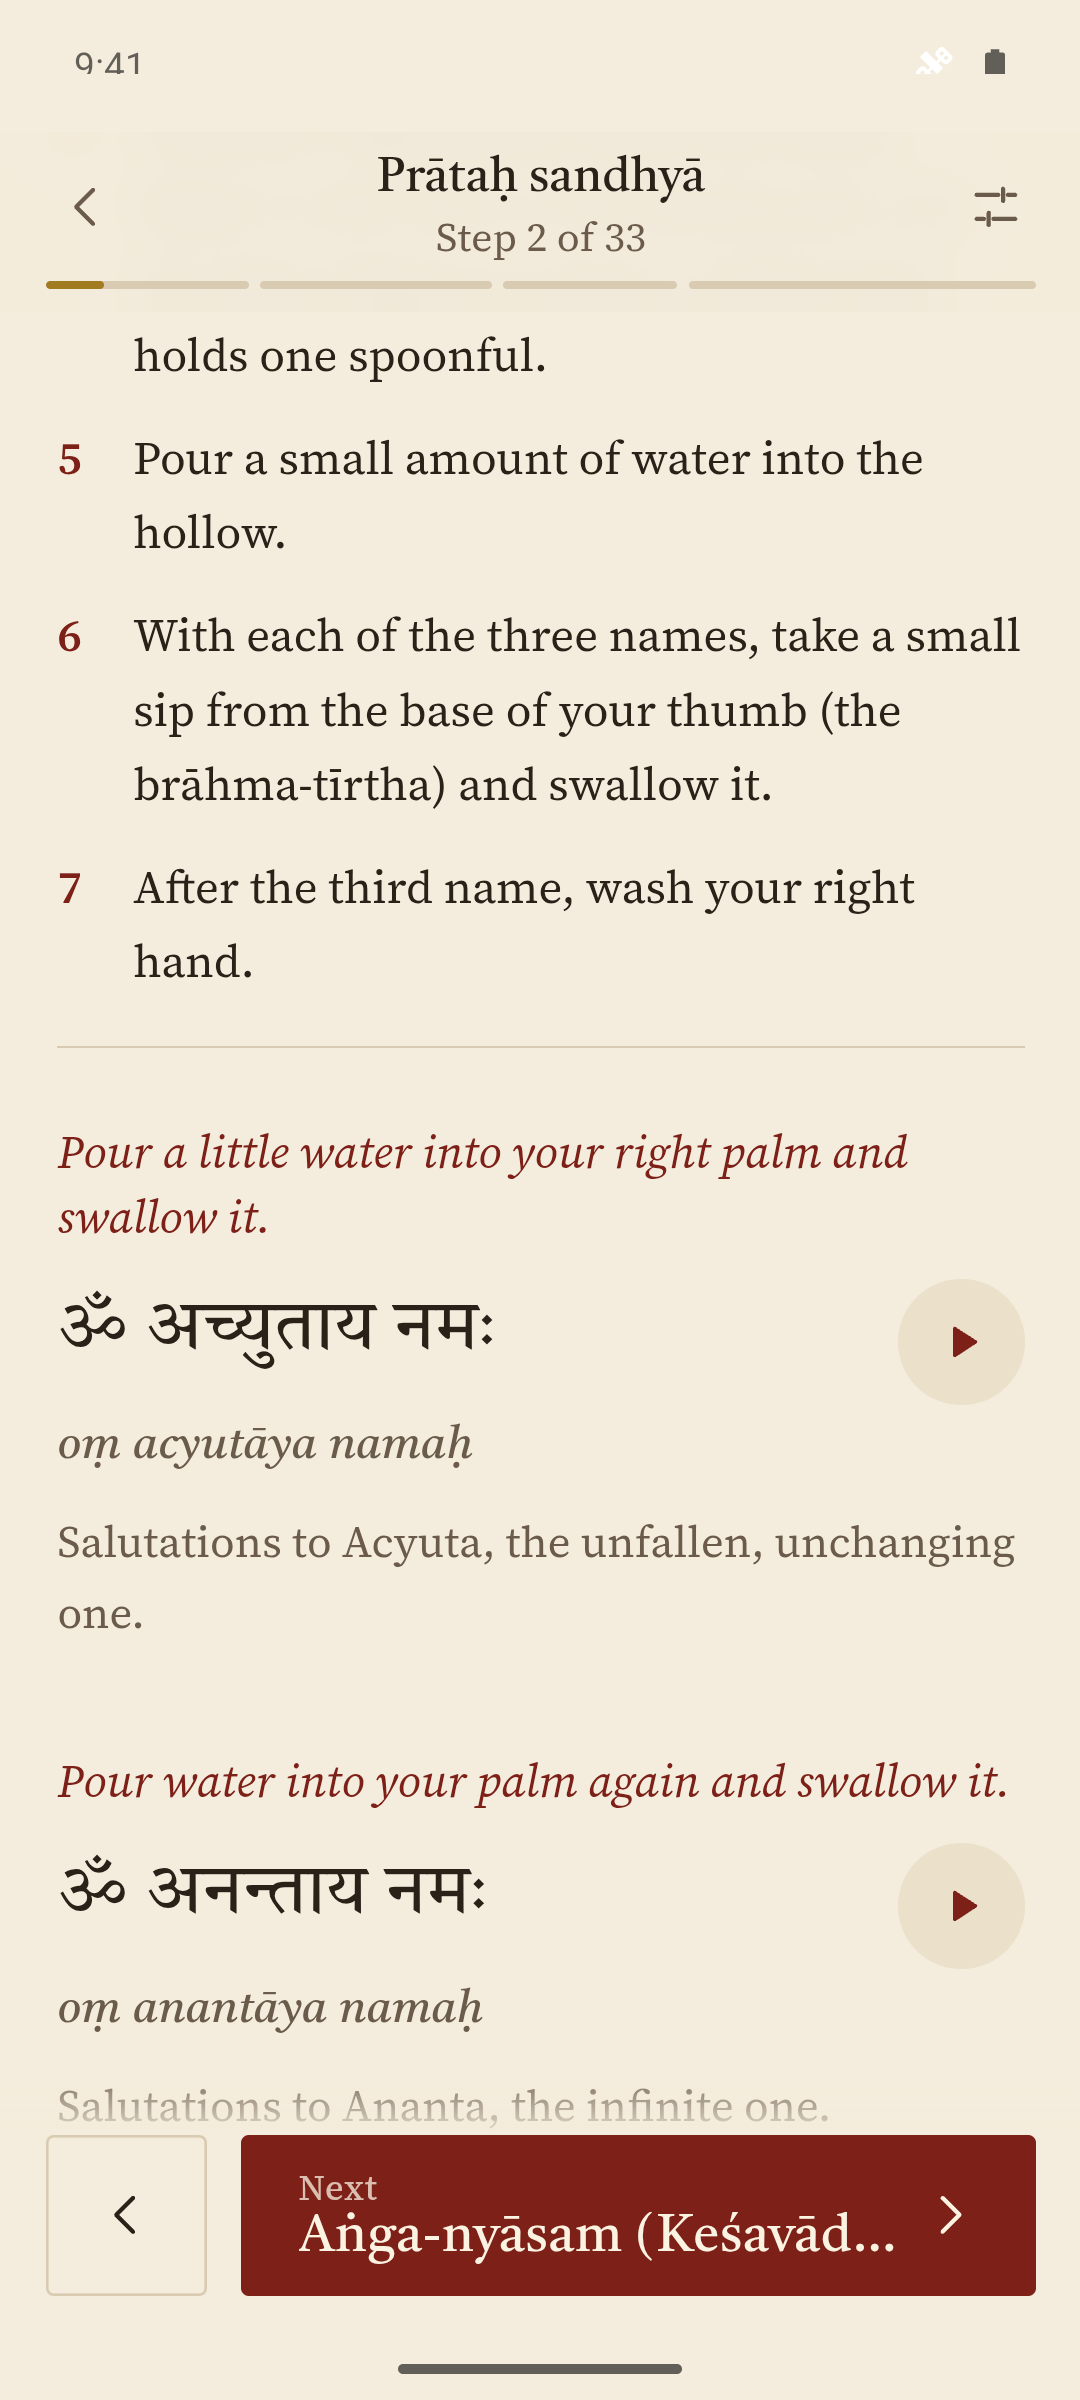 9:41
Prātaḥ sandhyā
Step 2 of 33
holds one spoonful.
5 Pour a small amount of water into the
hollow.
6 With each of the three names, take a small
sip from the base of your thumb (the
brāhma-tīrtha) and swallow it.
7 After the third name, wash your right
hand.
Pour a little water into your right palm and
swallow it.
ॐ अच्युताय नमः
oṃ acyutāya namaḥ
Salutations to Acyuta, the unfallen, unchanging
one.
Pour water into your palm again and swallow it.
ॐ अनन्ताय नमः
oṃ anantāya namaḥ
Salutations to Ananta, the infinite one.
Next
Aṅga-nyāsam (Keśavād...